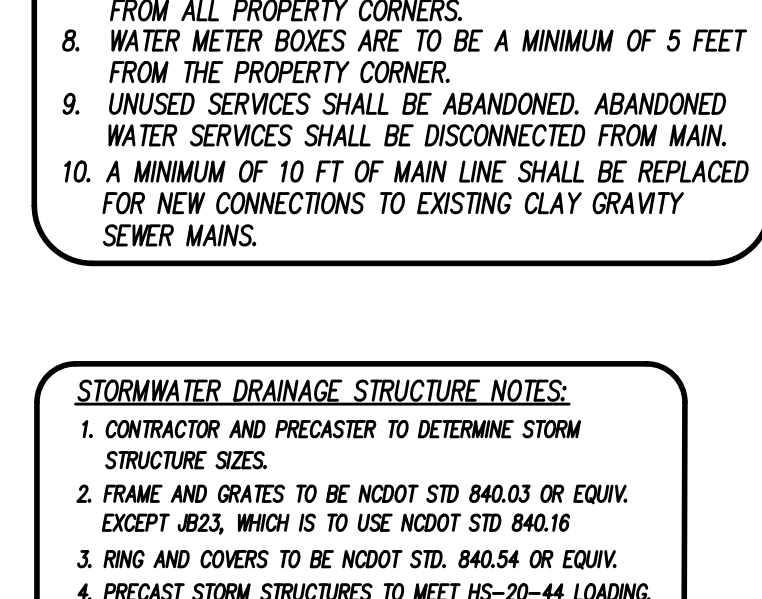 FROM ALL PROPERTY CORNERS.
8. WATER METER BOXES ARE TO BE A MINIMUM OF 5 FEET
FROM THE PROPERTY CORNER.
9. UNUSED SERVICES SHALL BE ABANDONED. ABANDONED
WATER SERVICES SHALL BE DISCONNECTED FROM MAIN.
10. A MINIMUM OF 10 FT OF MAIN LINE SHALL BE REPLACED
FOR NEW CONNECTIONS TO EXISTING CLAY GRAVITY
SEWER MAINS.
STORMWATER DRAINAGE STRUCTURE NOTES:
1. CONTRACTOR AND PRECASTER TO DETERMINE STORM
STRUCTURE SIZES.
2. FRAME AND GRATES TO BE NCDOT STD 840.03 OR EQUIV.
EXCEPT JB23, WHICH IS TO USE NCDOT STD 840.16
3. RING AND COVERS TO BE NCDOT STD. 840.54 OR EQUIV.
4. PRECAST STORM STRUCTURES TO MEET HS-20-44 LOADING.